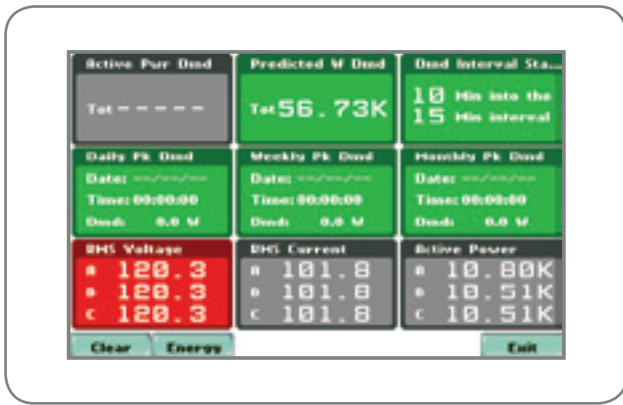 Active Pwr Dmd
Tot - - - - -
Predicted W Dmd
Tot 56.73K
Dmd Interval Sta...
10 Min into the
15 Min interval
Daily Pk Dmd
Date: --/--/--
Time: 00:00:00
Dmd: 0.0 W
Weekly Pk Dmd
Date: --/--/--
Time: 00:00:00
Dmd: 0.0 W
Monthly Pk Dmd
Date: --/--/--
Time: 00:00:00
Dmd: 0.0 W
RMS Voltage
A 120.3
B 120.3
C 120.3
RMS Current
A 101.8
B 101.8
C 101.8
Active Power
A 10.80K
B 10.51K
C 10.51K
Clear Energy Exit